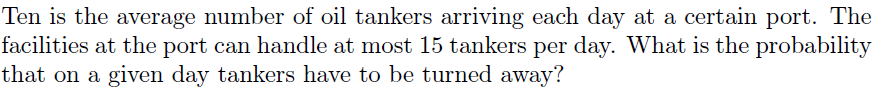 Ten is the average number of oil tankers arriving each day at a certain port. The
facilities at the port can handle at most 15 tankers per day. What is the probability
that on a given day tankers have to be turned away?